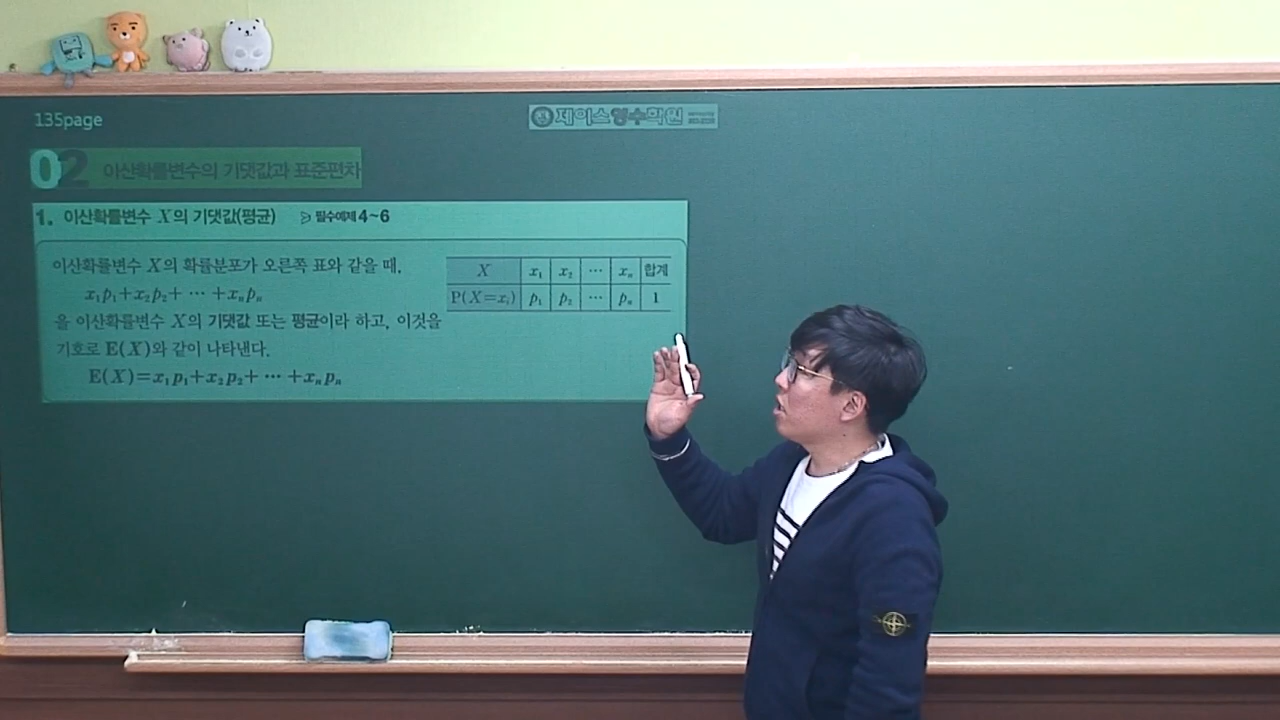 135page
제이스영수학원
02 이산확률변수의 기댓값과 표준편차
1. 이산확률변수 X의 기댓값(평균) 필수예제 4~6
이산확률변수 X의 확률분포가 오른쪽 표와 같을 때,
x₁p₁+x₂p₂+ ⋯ +xₙpₙ
을 이산확률변수 X의 기댓값 또는 평균이라 하고, 이것을
기호로 E(X)와 같이 나타낸다.
E(X)=x₁p₁+x₂p₂+ ⋯ +xₙpₙ
X x₁ x₂ ⋯ xₙ 합계
P(X=xᵢ) p₁ p₂ ⋯ pₙ 1